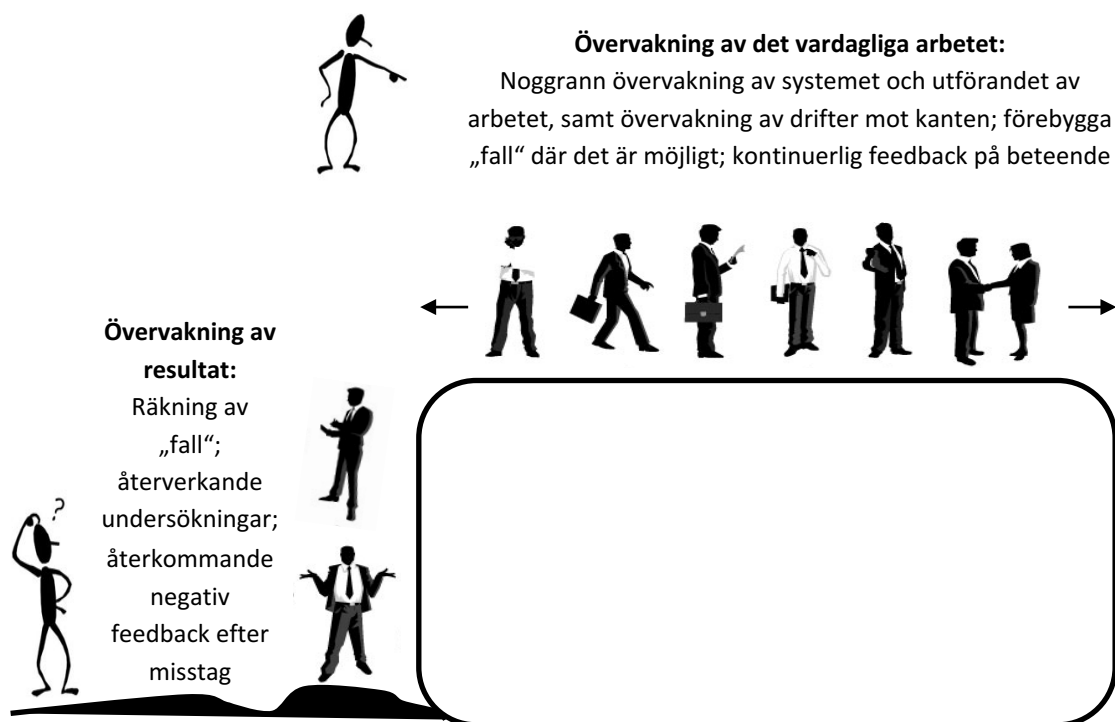 Övervakning av det vardagliga arbetet:
Noggrann övervakning av systemet och utförandet av
arbetet, samt övervakning av drifter mot kanten; förebygga
„fall“ där det är möjligt; kontinuerlig feedback på beteende
Övervakning av
resultat:
Räkning av
„fall“;
återverkande
undersökningar;
återkommande
negativ
feedback efter
misstag
?